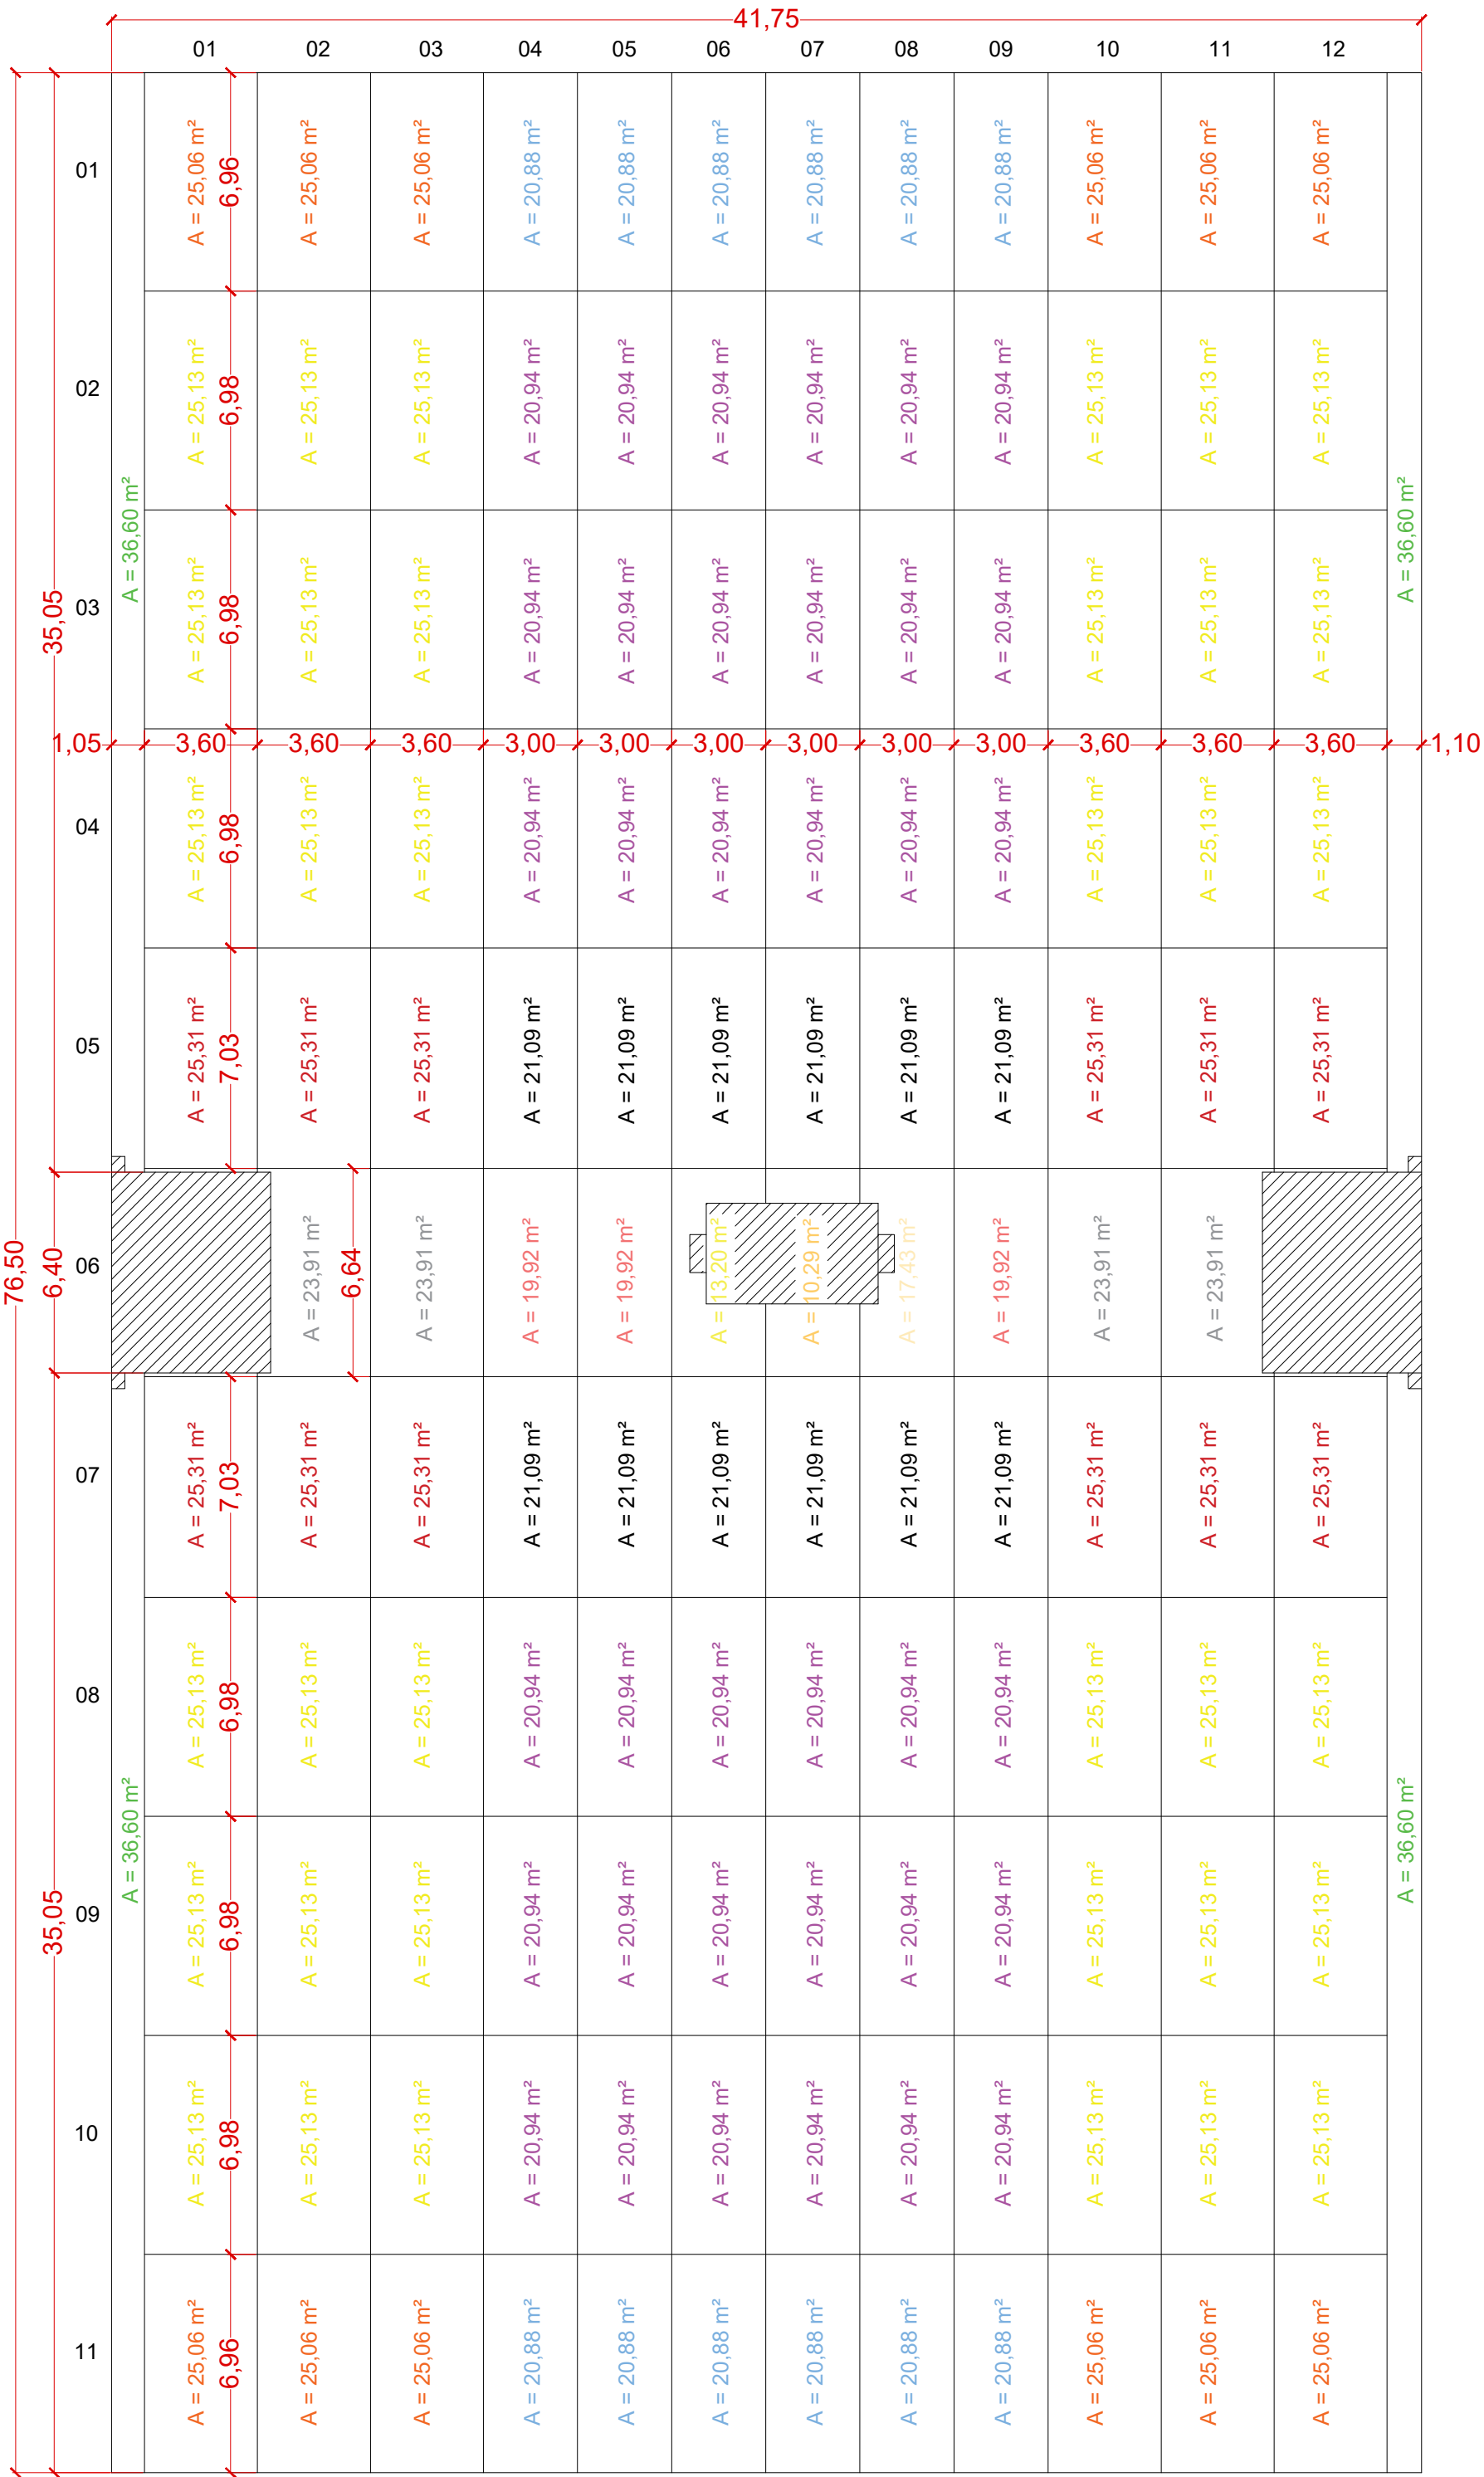 41,75
01 02 03 04 05 06 07 08 09 10 11 12
01 A = 25,06 m² 6,96 A = 25,06 m² A = 25,06 m² A = 20,88 m² A = 20,88 m² A = 20,88 m² A = 20,88 m² A = 20,88 m² A = 20,88 m² A = 25,06 m² A = 25,06 m² A = 25,06 m²
02 A = 25,13 m² 6,98 A = 25,13 m² A = 25,13 m² A = 20,94 m² A = 20,94 m² A = 20,94 m² A = 20,94 m² A = 20,94 m² A = 20,94 m² A = 25,13 m² A = 25,13 m² A = 25,13 m²
A = 36,60 m² A = 36,60 m²
35,05
03 A = 25,13 m² 6,98 A = 25,13 m² A = 25,13 m² A = 20,94 m² A = 20,94 m² A = 20,94 m² A = 20,94 m² A = 20,94 m² A = 20,94 m² A = 25,13 m² A = 25,13 m² A = 25,13 m²
1,05 3,60 3,60 3,60 3,00 3,00 3,00 3,00 3,00 3,00 3,60 3,60 3,60 1,10
04 A = 25,13 m² 6,98 A = 25,13 m² A = 25,13 m² A = 20,94 m² A = 20,94 m² A = 20,94 m² A = 20,94 m² A = 20,94 m² A = 20,94 m² A = 25,13 m² A = 25,13 m² A = 25,13 m²
05 A = 25,31 m² 7,03 A = 25,31 m² A = 25,31 m² A = 21,09 m² A = 21,09 m² A = 21,09 m² A = 21,09 m² A = 21,09 m² A = 21,09 m² A = 25,31 m² A = 25,31 m² A = 25,31 m²
76,50 6,40 06 A = 23,91 m² 6,64 A = 23,91 m² A = 19,92 m² A = 19,92 m² A = 13,20 m² A = 10,29 m² A = 17,43 m² A = 19,92 m² A = 23,91 m² A = 23,91 m²
07 A = 25,31 m² 7,03 A = 25,31 m² A = 25,31 m² A = 21,09 m² A = 21,09 m² A = 21,09 m² A = 21,09 m² A = 21,09 m² A = 21,09 m² A = 25,31 m² A = 25,31 m² A = 25,31 m²
08 A = 25,13 m² 6,98 A = 25,13 m² A = 25,13 m² A = 20,94 m² A = 20,94 m² A = 20,94 m² A = 20,94 m² A = 20,94 m² A = 20,94 m² A = 25,13 m² A = 25,13 m² A = 25,13 m²
A = 36,60 m² A = 36,60 m²
35,05
09 A = 25,13 m² 6,98 A = 25,13 m² A = 25,13 m² A = 20,94 m² A = 20,94 m² A = 20,94 m² A = 20,94 m² A = 20,94 m² A = 20,94 m² A = 25,13 m² A = 25,13 m² A = 25,13 m²
10 A = 25,13 m² 6,98 A = 25,13 m² A = 25,13 m² A = 20,94 m² A = 20,94 m² A = 20,94 m² A = 20,94 m² A = 20,94 m² A = 20,94 m² A = 25,13 m² A = 25,13 m² A = 25,13 m²
11 A = 25,06 m² 6,96 A = 25,06 m² A = 25,06 m² A = 20,88 m² A = 20,88 m² A = 20,88 m² A = 20,88 m² A = 20,88 m² A = 20,88 m² A = 25,06 m² A = 25,06 m² A = 25,06 m²